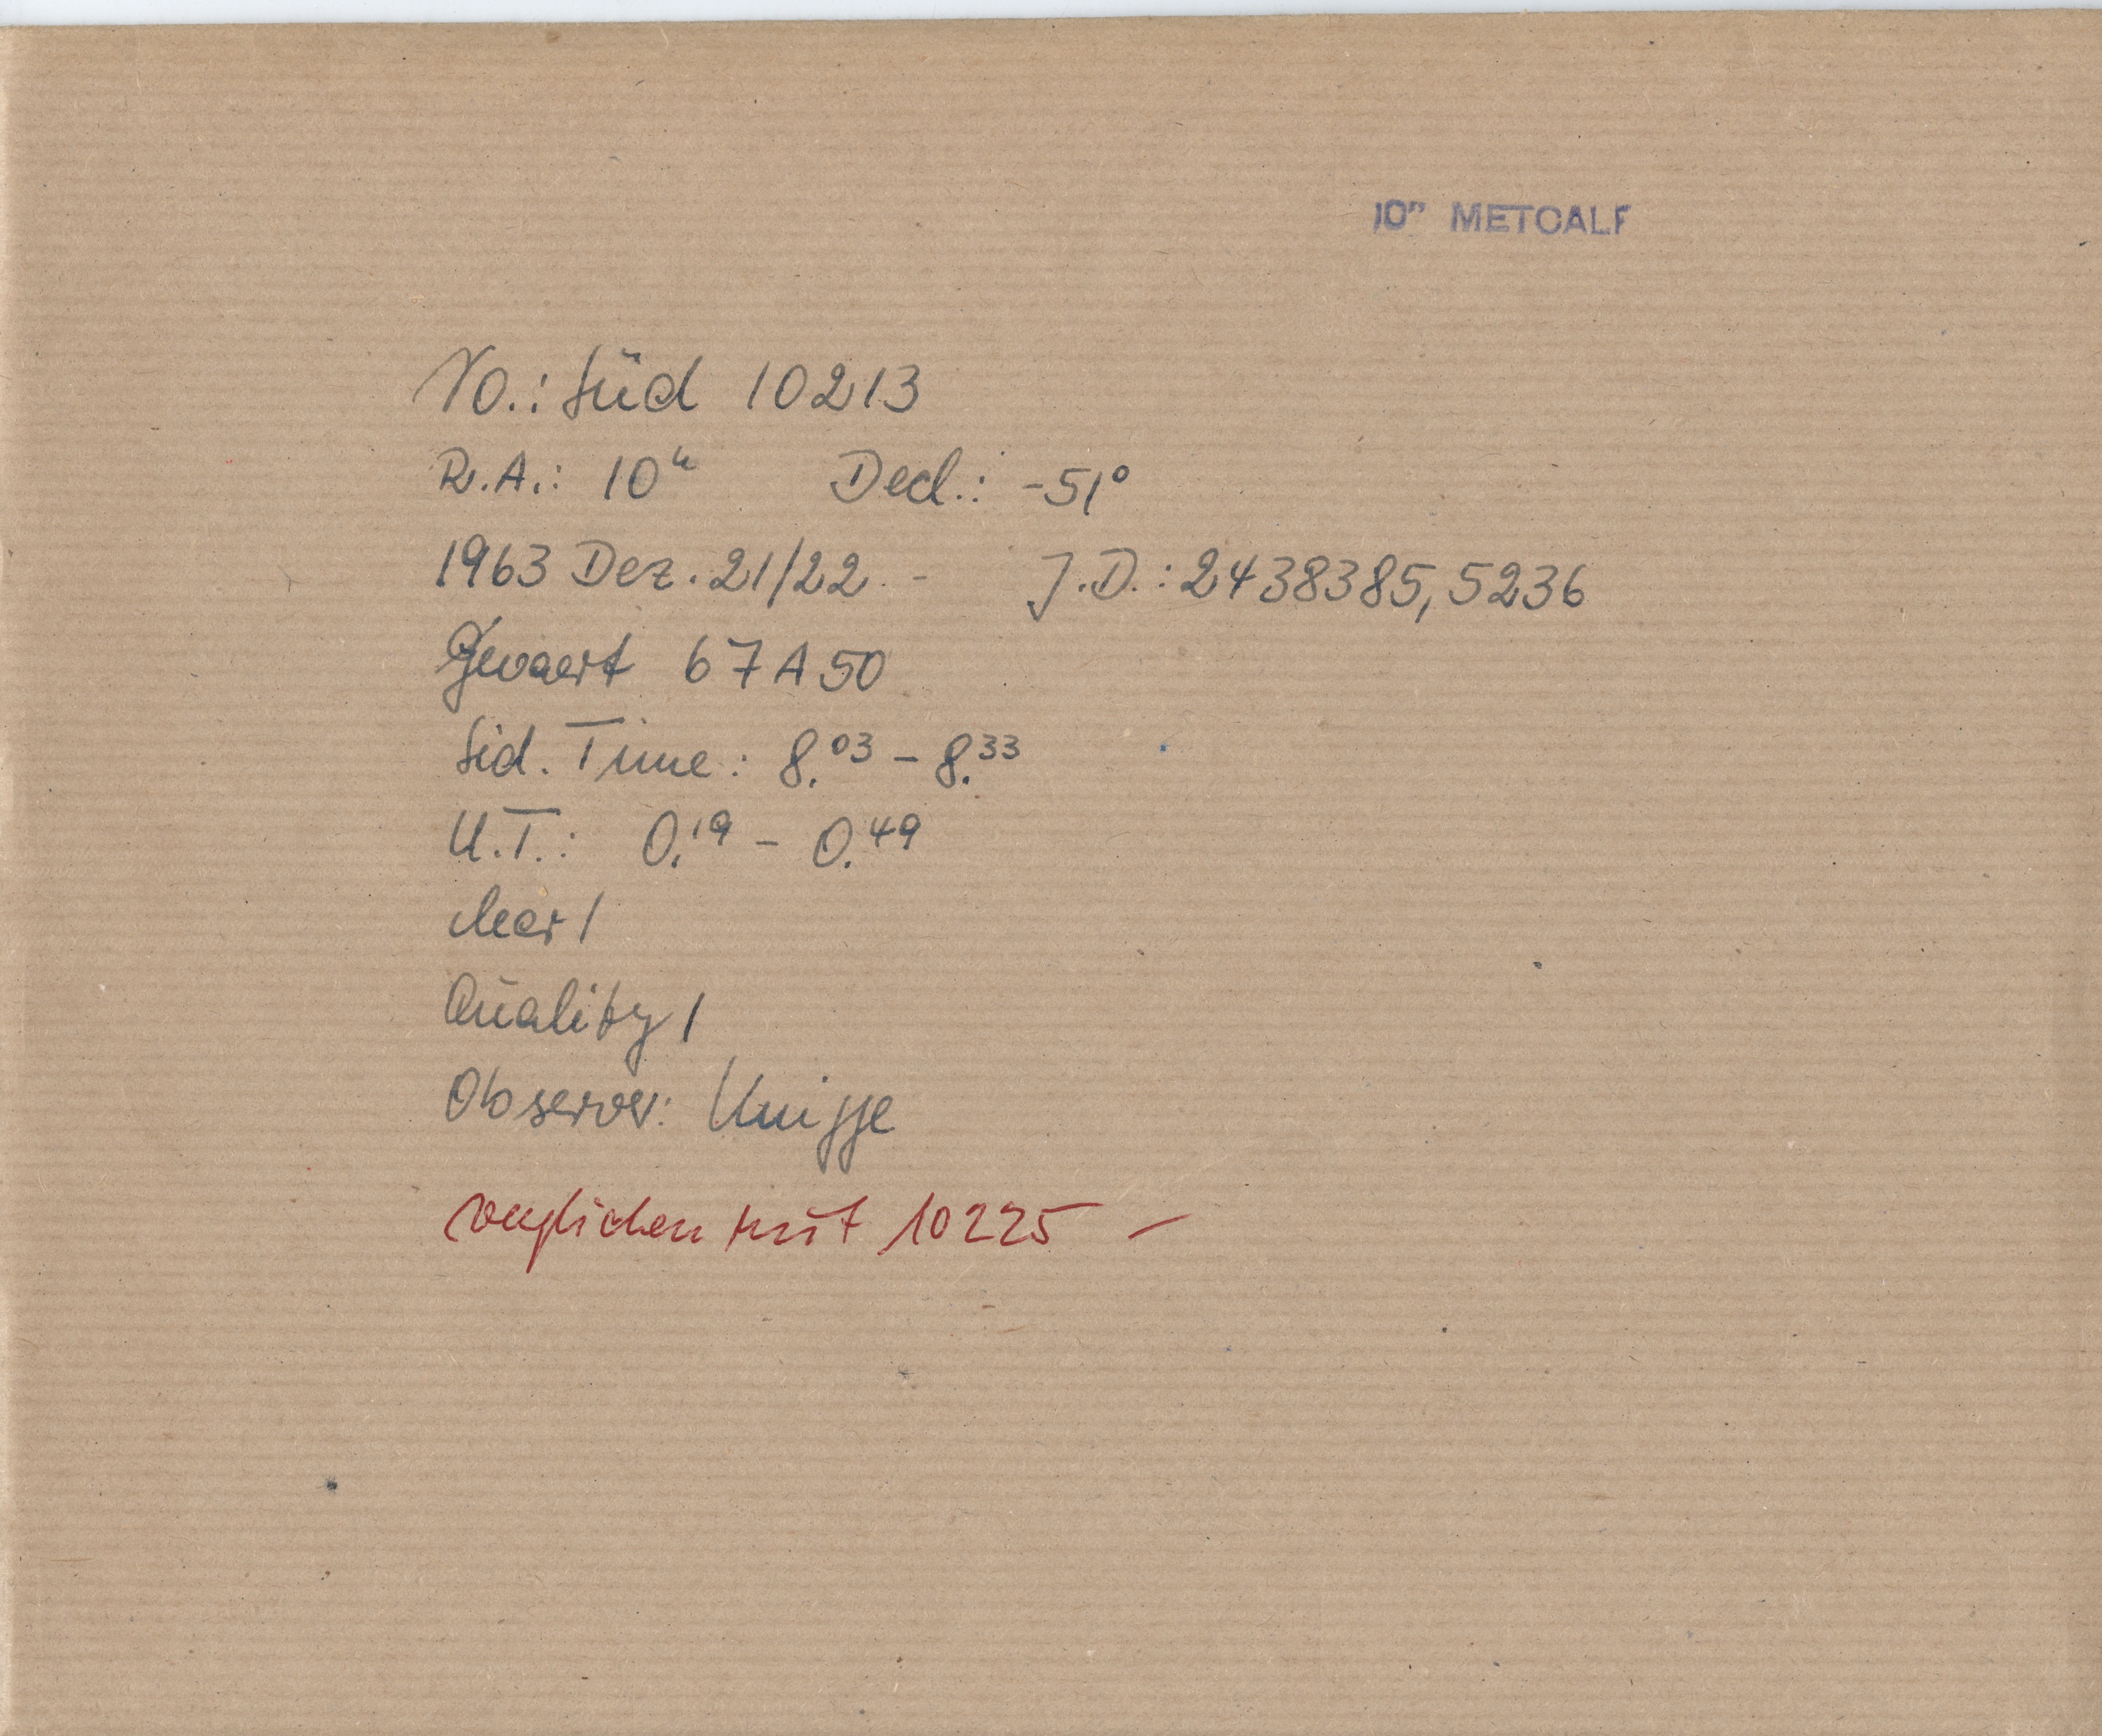 10" METCALF
No.: Süd 10213
R.A.: 10ʰ Decl.: -51°
1963 Dez. 21/22. - J.D.: 2438385,5236
Gevaert 67A50
Sid. Time: 8.03 - 8.33
U.T.: 0.19 - 0.49
clear 1
Quality 1
Observer: Knigge
verglichen mit 10225 -